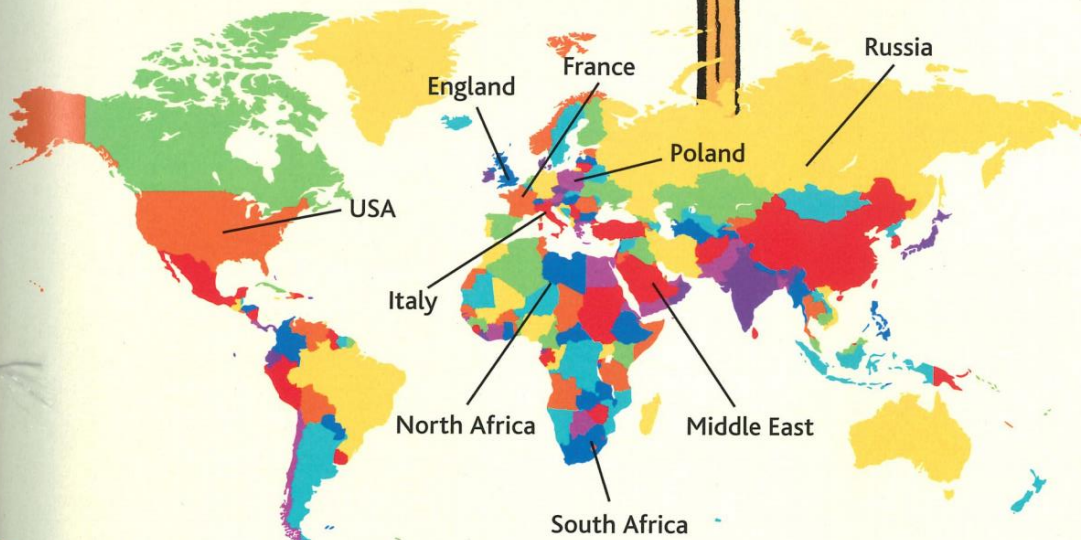 Russia
France
England
Poland
USA
Italy
North Africa
Middle East
South Africa